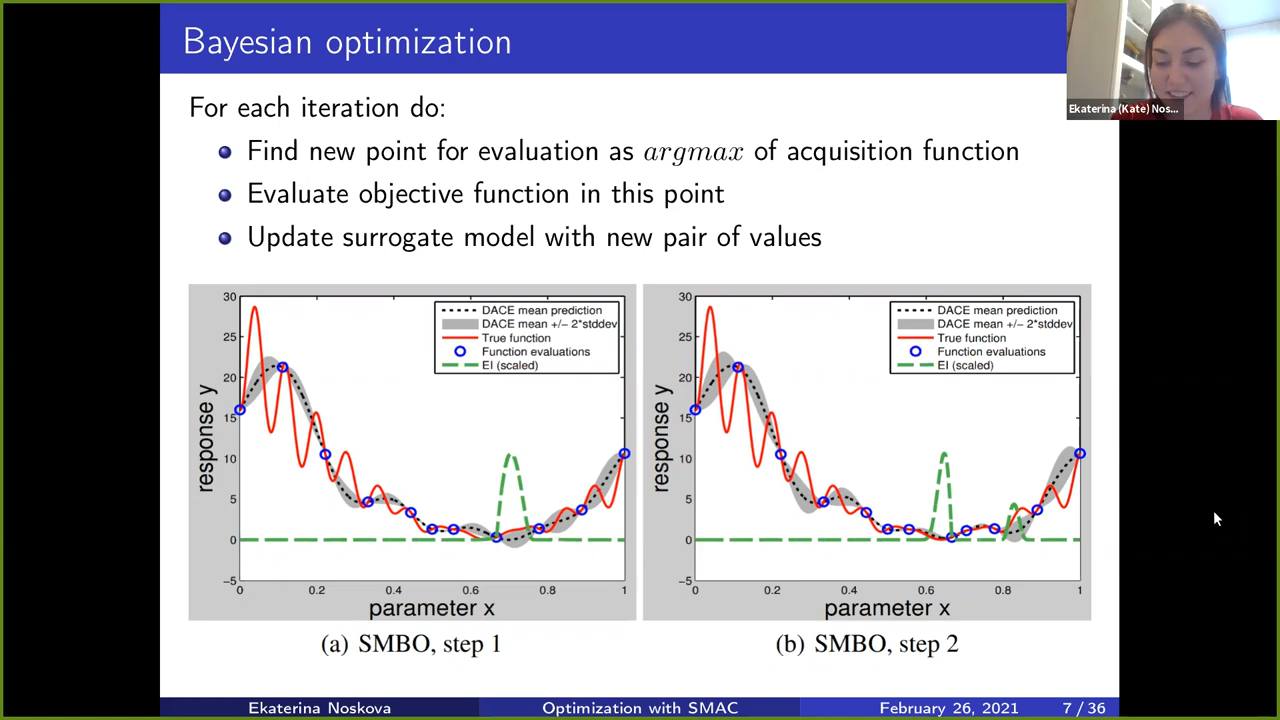 Bayesian optimization
Ekaterina (Kate) Nos...
For each iteration do:
Find new point for evaluation as argmax of acquisition function
Evaluate objective function in this point
Update surrogate model with new pair of values
30
25
20
15
10
5
0
−5
response y
DACE mean prediction
DACE mean +/− 2*stddev
True function
Function evaluations
EI (scaled)
0 0.2 0.4 0.6 0.8 1
parameter x
(a) SMBO, step 1
30
25
20
15
10
5
0
−5
response y
DACE mean prediction
DACE mean +/− 2*stddev
True function
Function evaluations
EI (scaled)
0 0.2 0.4 0.6 0.8 1
parameter x
(b) SMBO, step 2
Ekaterina Noskova Optimization with SMAC February 26, 2021 7 / 36